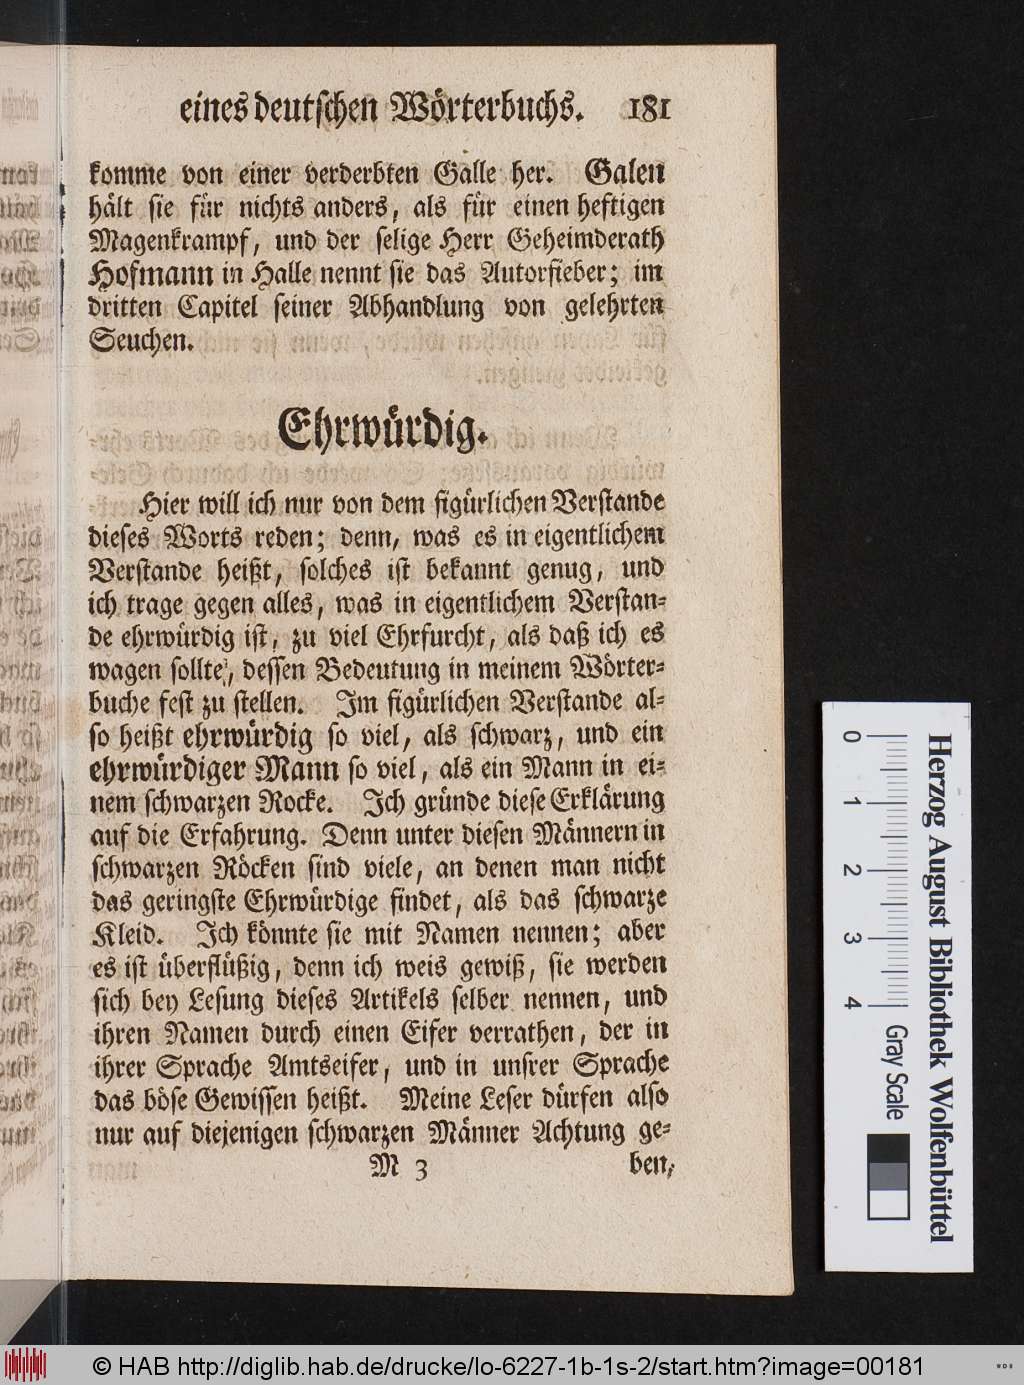 eines deutschen Wörterbuchs. 181
komme von einer verderbten Galle her. Galen
hält sie für nichts anders, als für einen heftigen
Magenkrampf, und der selige Herr Geheimderath
Hofmann in Halle nennt sie das Autorfieber; im
dritten Capitel seiner Abhandlung von gelehrten
Seuchen.
Ehrwürdig.
Hier will ich nur von dem figürlichen Verstande
dieses Worts reden; denn, was es in eigentlichem
Verstande heißt, solches ist bekannt genug, und
ich trage gegen alles, was in eigentlichem Verstan-
de ehrwürdig ist, zu viel Ehrfurcht, als daß ich es
wagen sollte, dessen Bedeutung in meinem Wörter-
buche fest zu stellen. Im figürlichen Verstande al-
so heißt ehrwürdig so viel, als schwarz, und ein
ehrwürdiger Mann so viel, als ein Mann in ei-
nem schwarzen Rocke. Ich gründe diese Erklärung
auf die Erfahrung. Denn unter diesen Männern in
schwarzen Röcken sind viele, an denen man nicht
das geringste Ehrwürdige findet, als das schwarze
Kleid. Ich könnte sie mit Namen nennen; aber
es ist überflüßig, denn ich weis gewiß, sie werden
sich bey Lesung dieses Artikels selber nennen, und
ihren Namen durch einen Eifer verrathen, der in
ihrer Sprache Amtseifer, und in unsrer Sprache
das böse Gewissen heißt. Meine Leser dürfen also
nur auf diejenigen schwarzen Männer Achtung ge-
M 3 ben,
0 1 2 3 4 Gray Scale
Herzog August Bibliothek Wolfenbüttel
© HAB http://diglib.hab.de/drucke/lo-6227-1b-1s-2/start.htm?image=00181